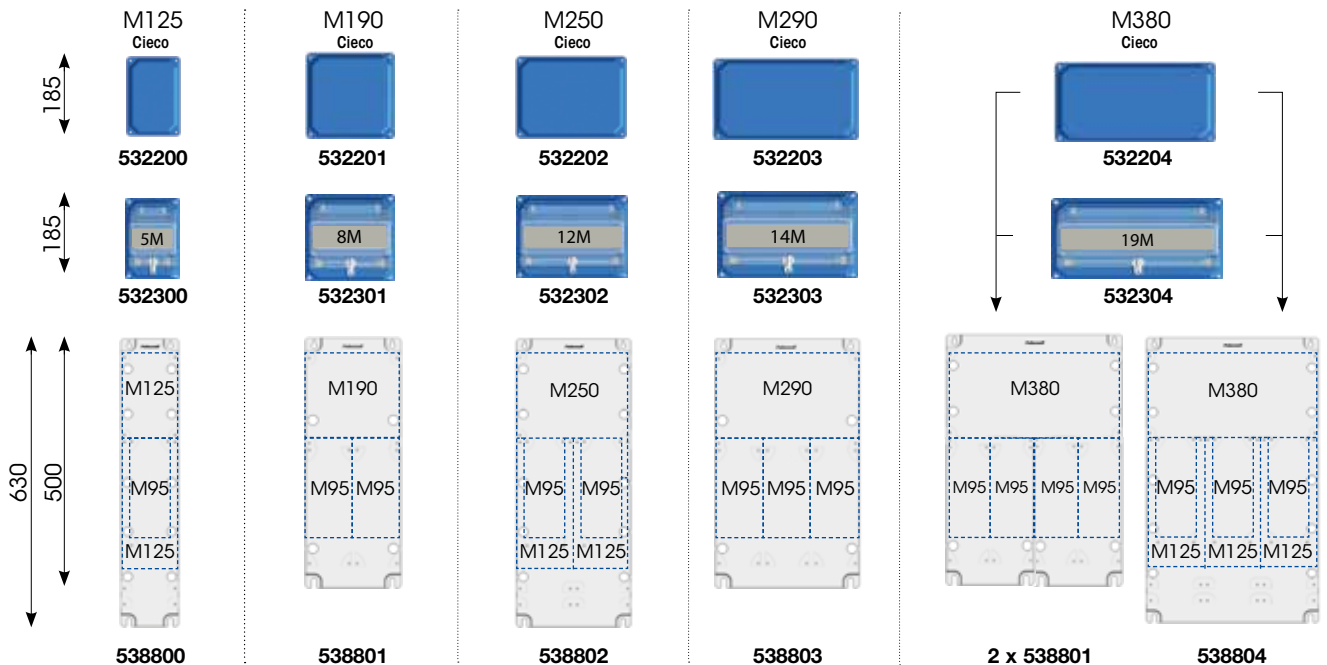 M125 M190 M250 M290 M380
Cieco Cieco Cieco Cieco Cieco
185
532200 532201 532202 532203 532204
185
5M 8M 12M 14M 19M
532300 532301 532302 532303 532304
630
500
M125 M190 M250 M290 M380 M380
M95 M95 M95 M95 M95 M95 M95 M95 M95 M95 M95 M95 M95 M95 M95
M125 M125 M125 M125 M125 M125
538800 538801 538802 538803 2 x 538801 538804